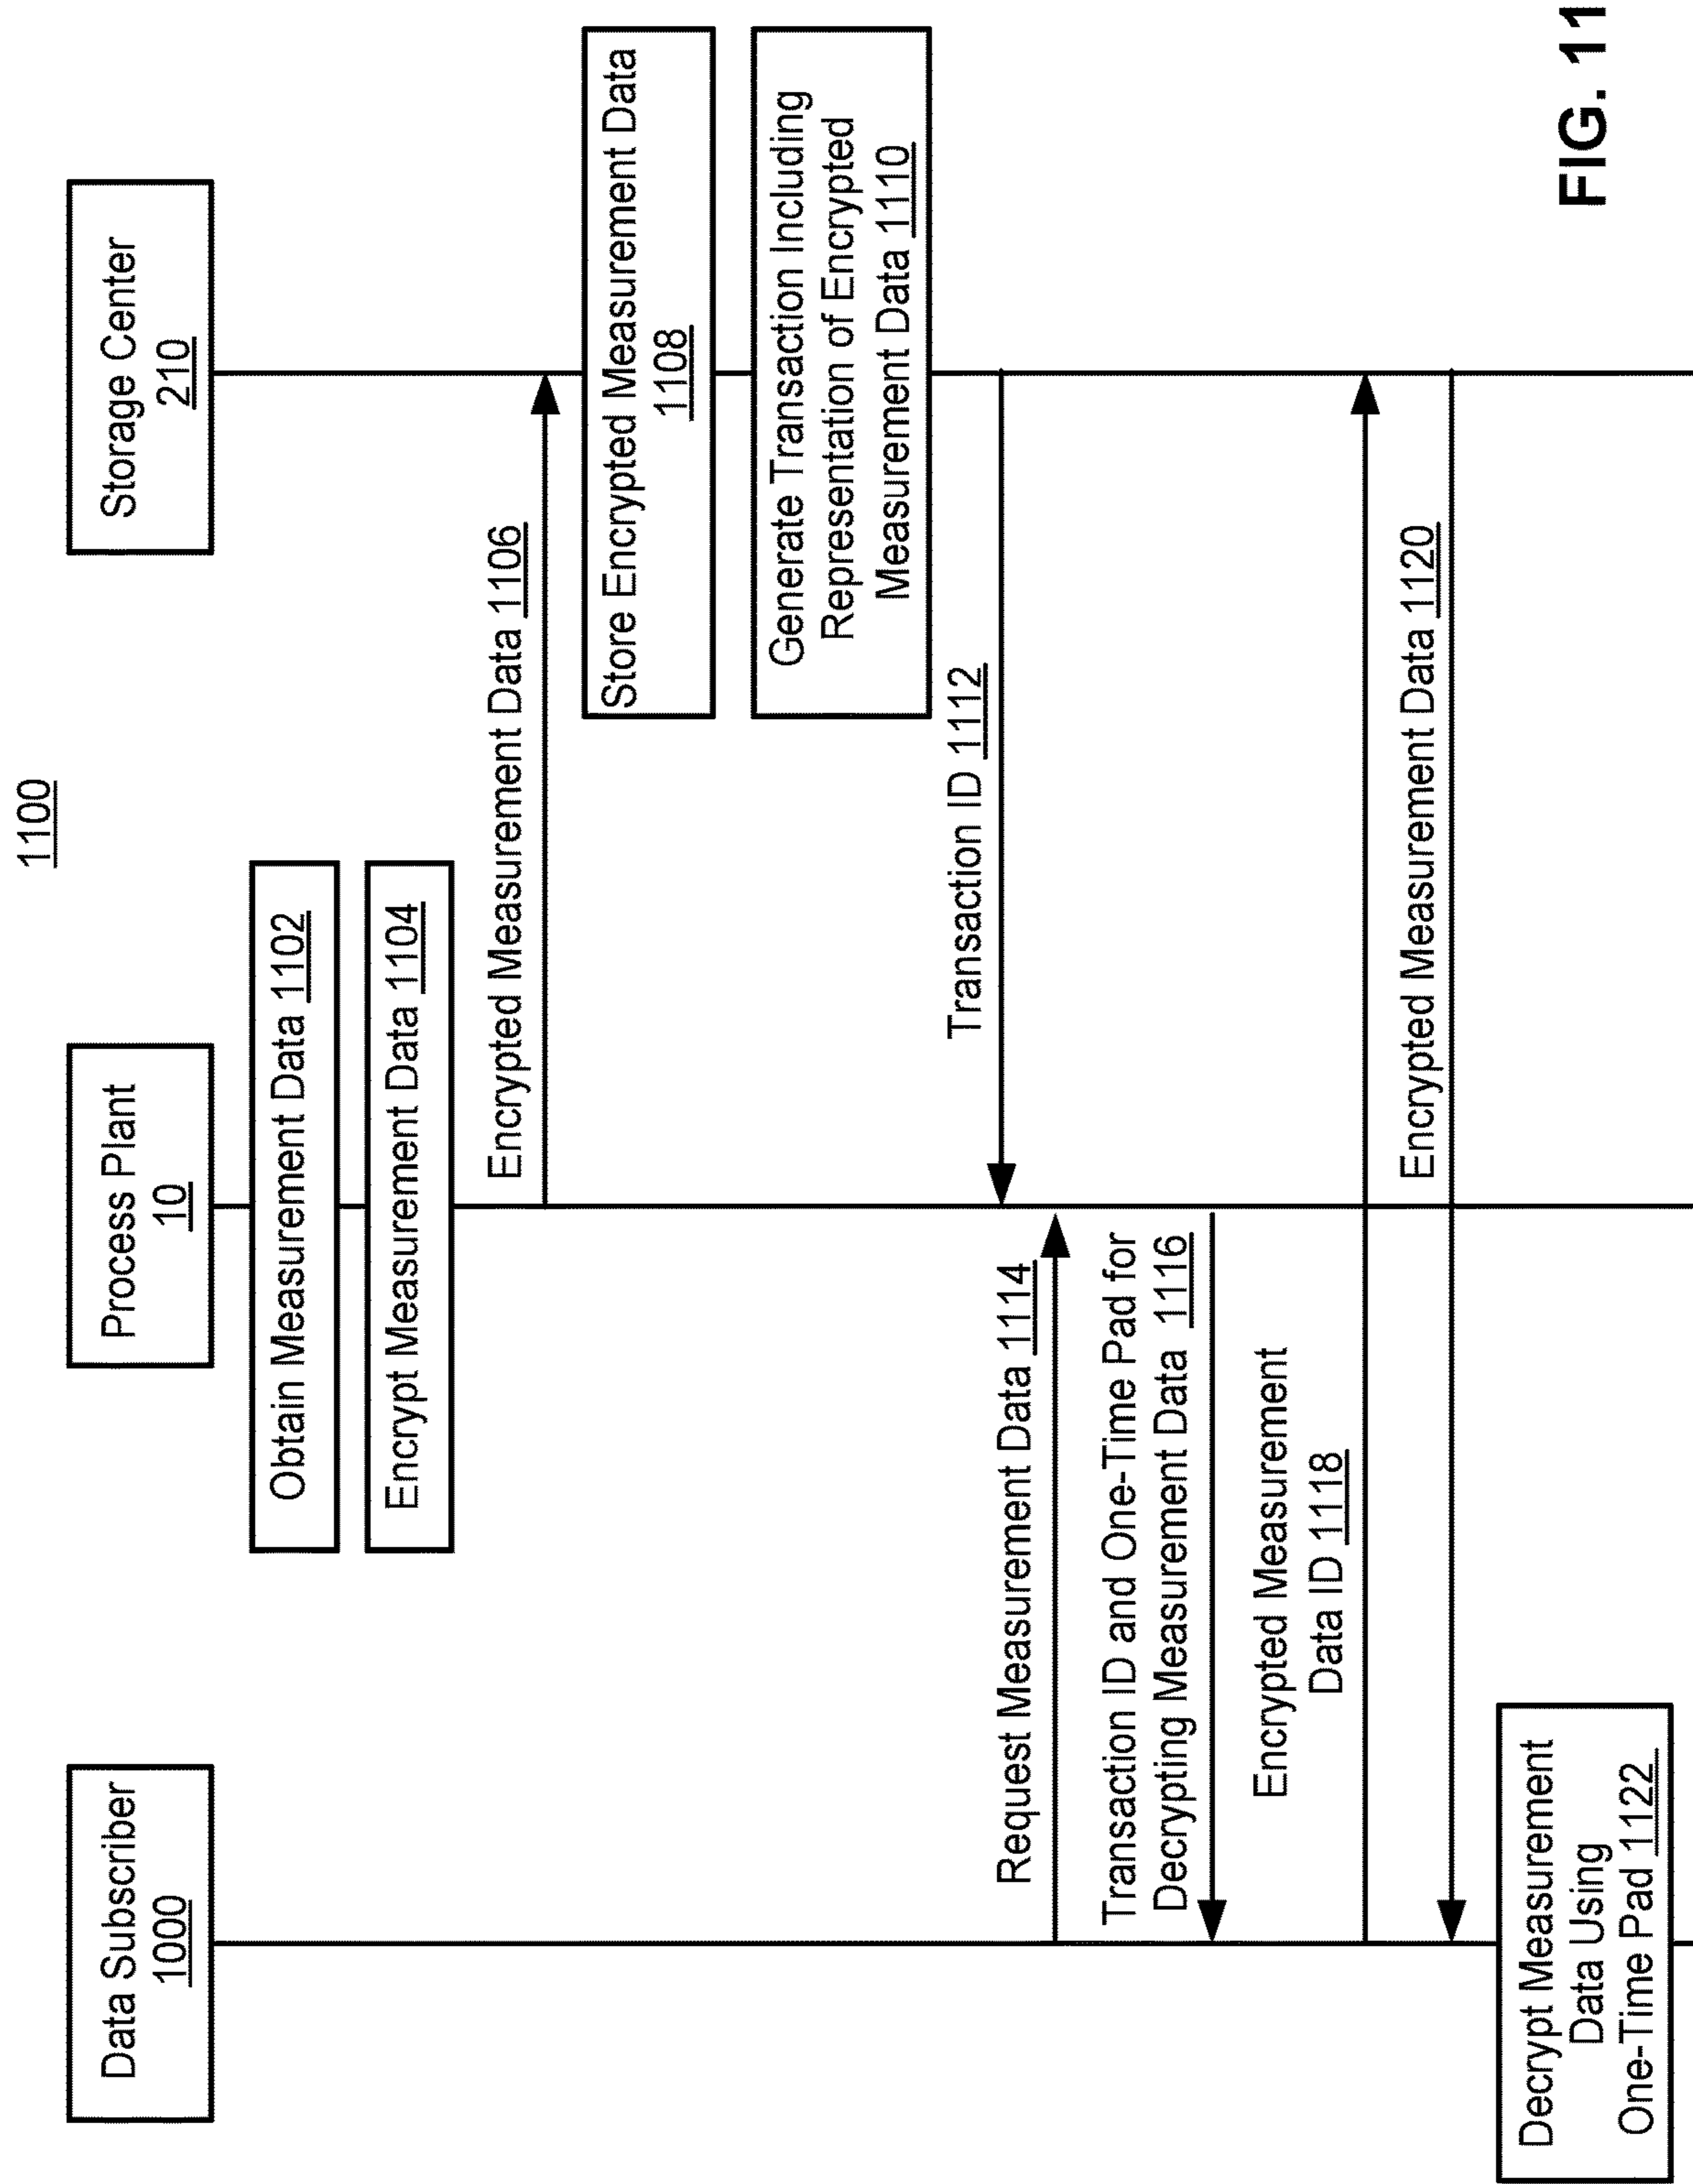 1100
Data Subscriber
1000
Process Plant
10
Storage Center
210
Obtain Measurement Data 1102
Encrypt Measurement Data 1104
Encrypted Measurement Data 1106
Store Encrypted Measurement Data
1108
Generate Transaction Including
Representation of Encrypted
Measurement Data 1110
Transaction ID 1112
Request Measurement Data 1114
Transaction ID and One-Time Pad for
Decrypting Measurement Data 1116
Encrypted Measurement
Data ID 1118
Encrypted Measurement Data 1120
Decrypt Measurement
Data Using
One-Time Pad 1122
FIG. 11